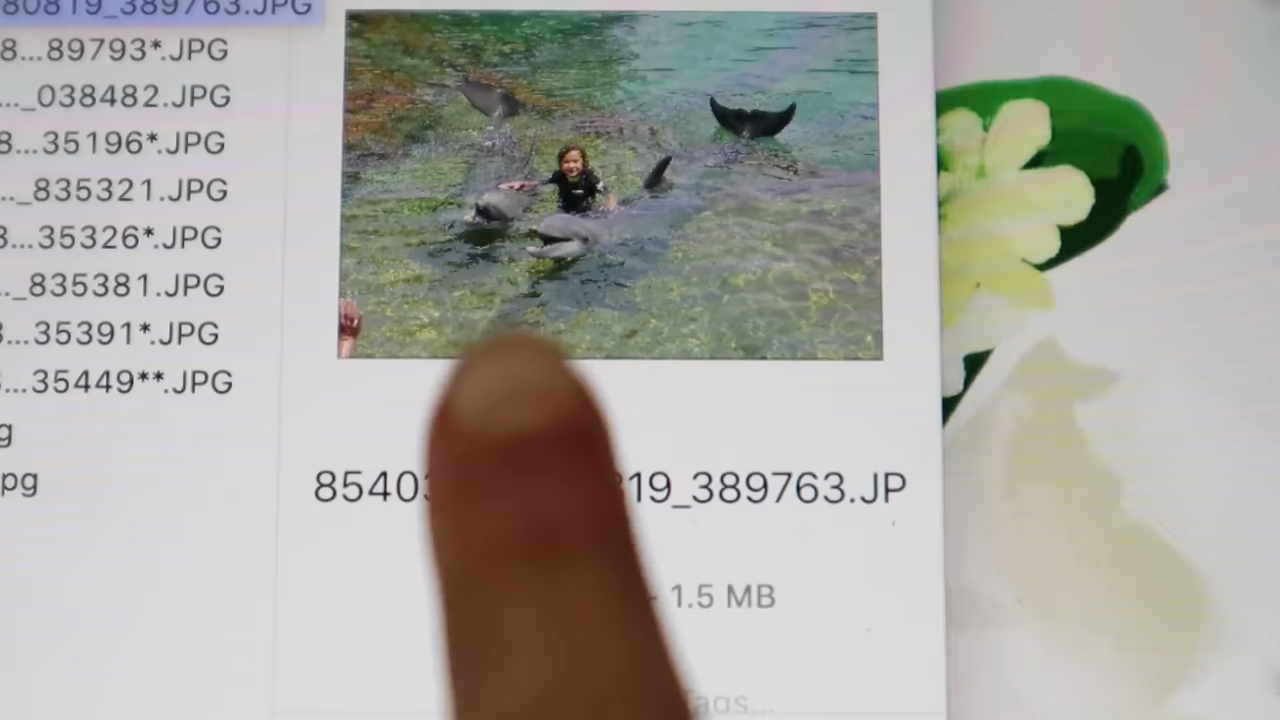 80819_389763.JPG
8...89793*.JPG
..._038482.JPG
8...35196*.JPG
..._835321.JPG
8...35326*.JPG
.._835381.JPG
8...35391*.JPG
...35449**.JPG
g
pg
8540 19_389763.JP
1.5 MB
Tags...